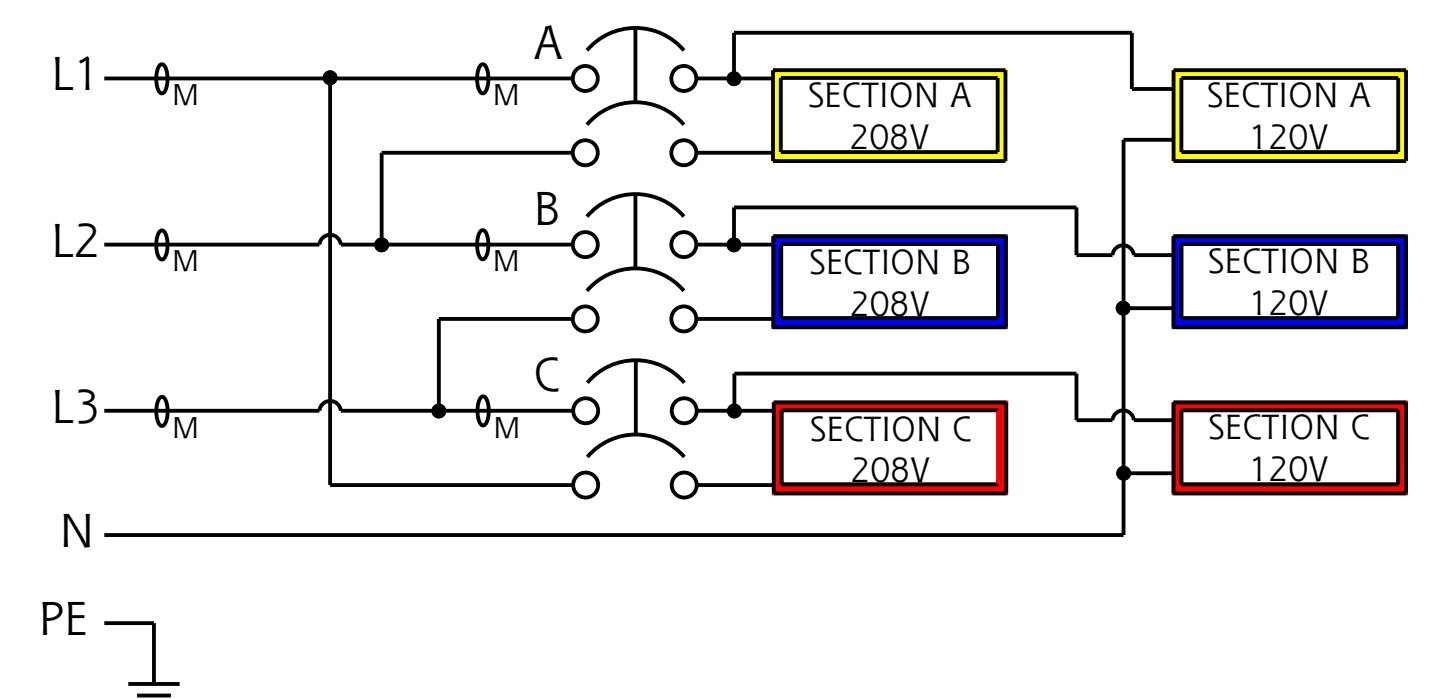 A
L1
M
M
SECTION A
208V
SECTION A
120V
B
L2
M
M
SECTION B
208V
SECTION B
120V
C
L3
M
M
SECTION C
208V
SECTION C
120V
N
PE